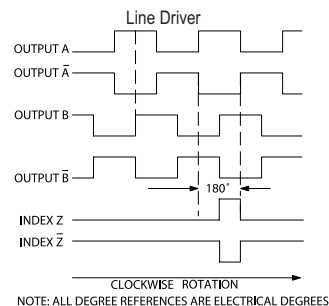 Line Driver
OUTPUT A
OUTPUT A̅
OUTPUT B
OUTPUT B̅
180°
INDEX Z
INDEX Z̅
CLOCKWISE ROTATION
NOTE: ALL DEGREE REFERENCES ARE ELECTRICAL DEGREES